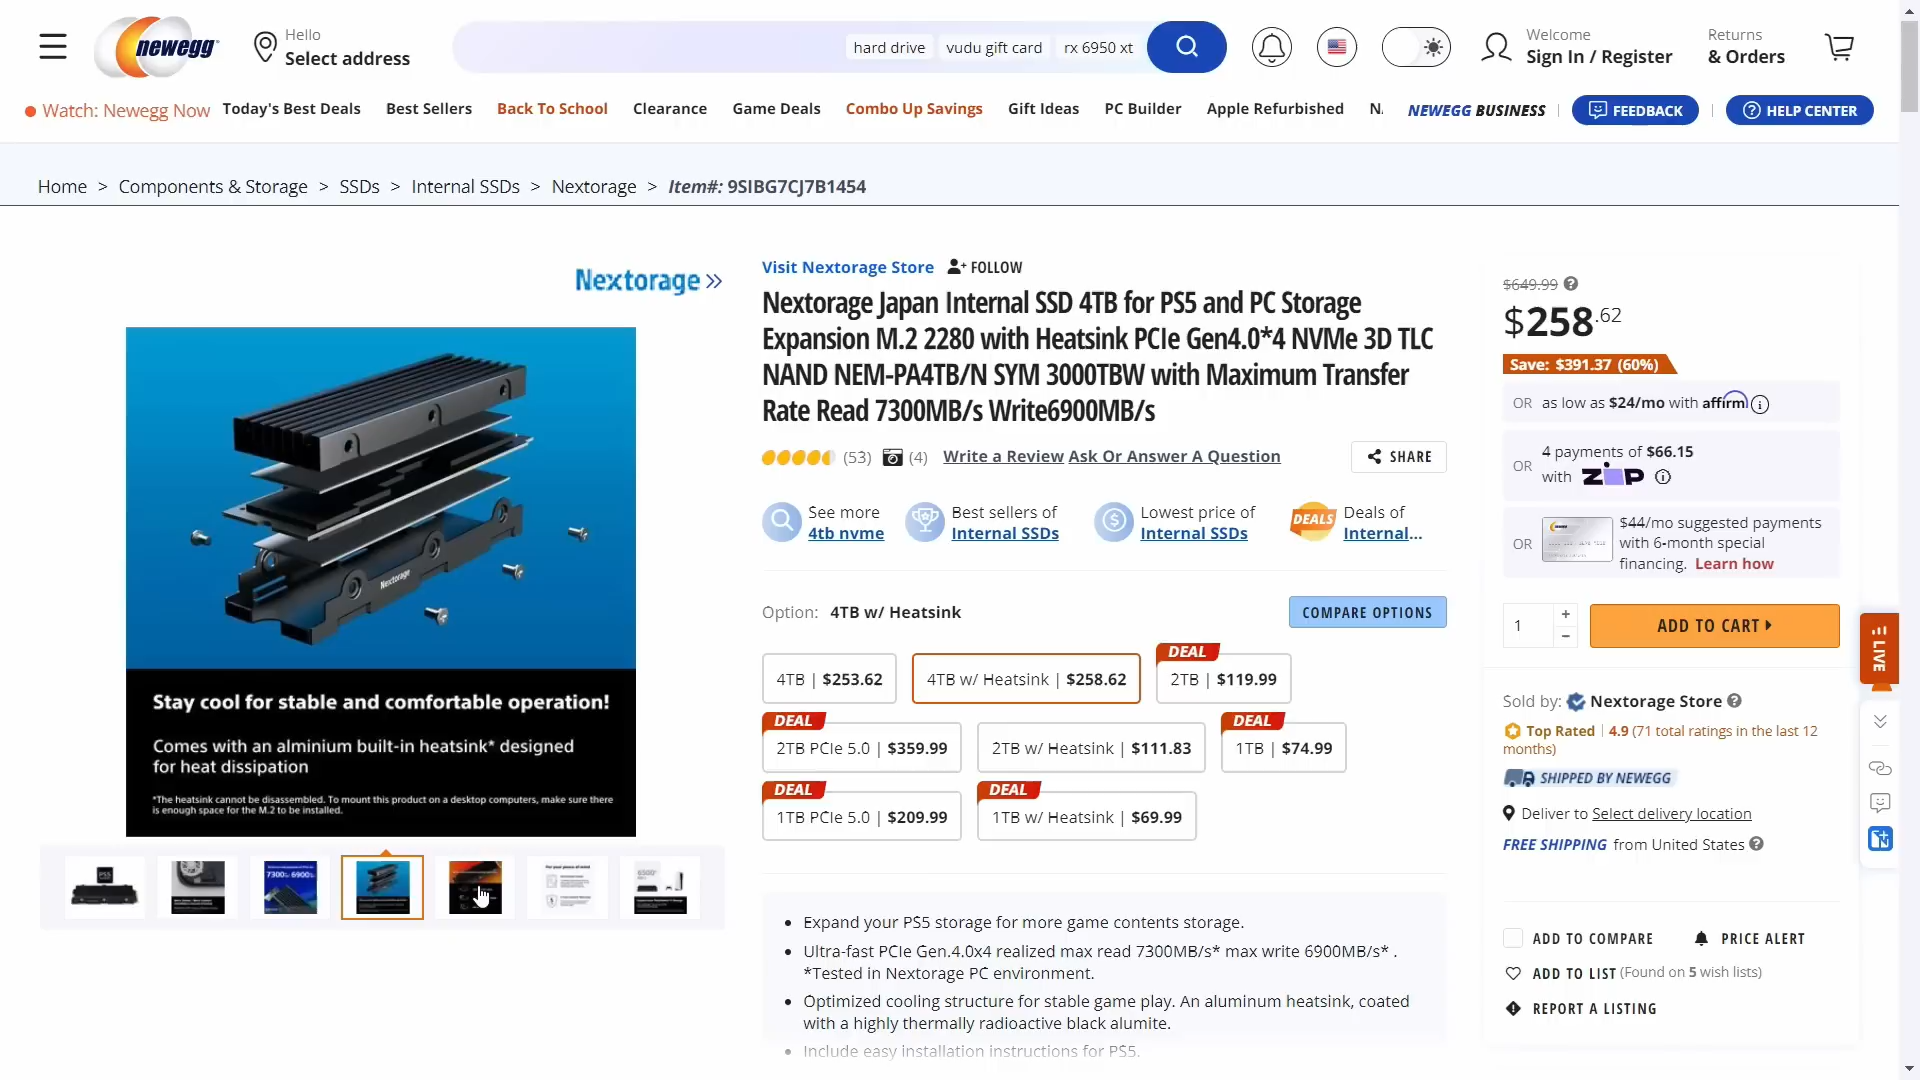 newegg
Hello
Select address
hard drive
vudu gift card
rx 6950 xt
Welcome
Sign In / Register
Returns
& Orders
Watch: Newegg Now
Today's Best Deals
Best Sellers
Back To School
Clearance
Game Deals
Combo Up Savings
Gift Ideas
PC Builder
Apple Refurbished
NEWEGG BUSINESS
FEEDBACK
HELP CENTER
Home > Components & Storage > SSDs > Internal SSDs > Nextorage > Item#: 9SIBG7CJ7B1454
Nextorage
Nextorage
Stay cool for stable and comfortable operation!
Comes with an alminium built-in heatsink* designed
for heat dissipation
*The heatsink cannot be disassembled. To mount this product on a desktop computers, make sure there
is enough space for the M.2 to be installed.
Visit Nextorage Store
FOLLOW
Nextorage Japan Internal SSD 4TB for PS5 and PC Storage
Expansion M.2 2280 with Heatsink PCIe Gen4.0*4 NVMe 3D TLC
NAND NEM-PA4TB/N SYM 3000TBW with Maximum Transfer
Rate Read 7300MB/s Write6900MB/s
(53)
(4)
Write a Review
Ask Or Answer A Question
SHARE
See more
4tb nvme
Best sellers of
Internal SSDs
Lowest price of
Internal SSDs
DEALS
Deals of
Internal...
Option: 4TB w/ Heatsink
COMPARE OPTIONS
4TB | $253.62
4TB w/ Heatsink | $258.62
DEAL
2TB | $119.99
DEAL
2TB PCIe 5.0 | $359.99
2TB w/ Heatsink | $111.83
DEAL
1TB | $74.99
DEAL
1TB PCIe 5.0 | $209.99
DEAL
1TB w/ Heatsink | $69.99
Expand your PS5 storage for more game contents storage.
Ultra-fast PCIe Gen.4.0x4 realized max read 7300MB/s* max write 6900MB/s* .
*Tested in Nextorage PC environment.
Optimized cooling structure for stable game play. An aluminum heatsink, coated
with a highly thermally radioactive black alumite.
Include easy installation instructions for PS5.
$649.99
$258.62
Save: $391.37 (60%)
OR as low as $24/mo with affirm
OR
4 payments of $66.15
with ZIP
OR
$44/mo suggested payments
with 6-month special
financing. Learn how
1
ADD TO CART
Sold by: Nextorage Store
Top Rated | 4.9 (71 total ratings in the last 12
months)
SHIPPED BY NEWEGG
Deliver to Select delivery location
FREE SHIPPING from United States
ADD TO COMPARE
PRICE ALERT
ADD TO LIST (Found on 5 wish lists)
REPORT A LISTING
LIVE